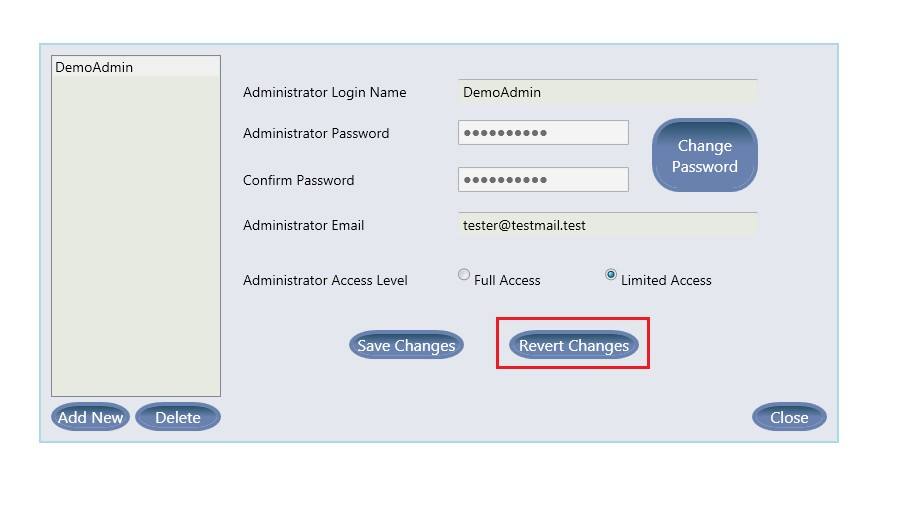 DemoAdmin
Administrator Login Name DemoAdmin
Administrator Password ●●●●●●●●●●
Change
Password
Confirm Password ●●●●●●●●●●
Administrator Email tester@testmail.test
Administrator Access Level Full Access Limited Access
Save Changes Revert Changes
Add New Delete Close